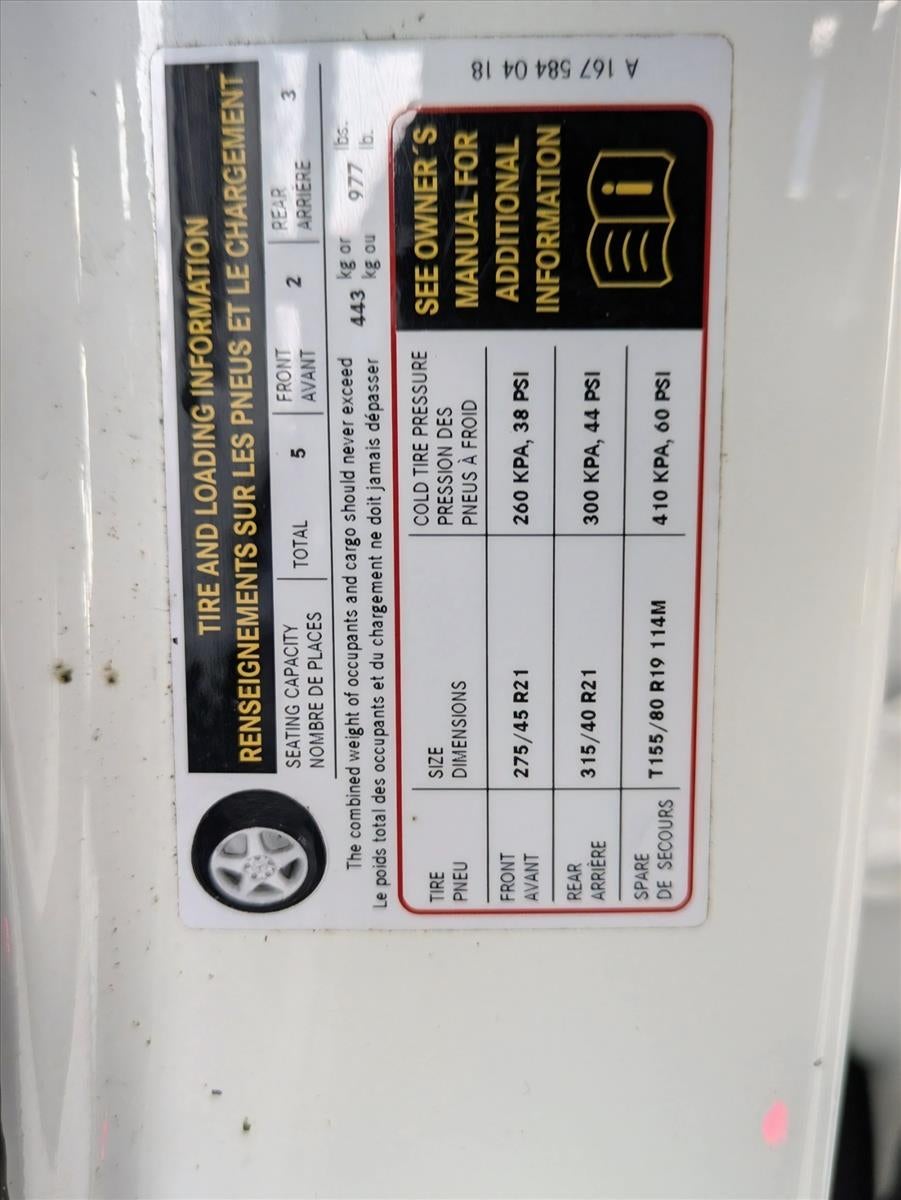 TIRE AND LOADING INFORMATION
RENSEIGNEMENTS SUR LES PNEUS ET LE CHARGEMENT
SEATING CAPACITY TOTAL 5 FRONT 2 REAR 3
NOMBRE DE PLACES AVANT ARRIÈRE
The combined weight of occupants and cargo should never exceed 443 kg or 977 lbs.
Le poids total des occupants et du chargement ne doit jamais dépasser kg ou lb.
TIRE SIZE COLD TIRE PRESSURE
PNEU DIMENSIONS PRESSION DES
PNEUS À FROID
FRONT 275/45 R21 260 KPA, 38 PSI
AVANT
REAR 315/40 R21 300 KPA, 44 PSI
ARRIÈRE
SPARE T155/80 R19 114M 410 KPA, 60 PSI
DE SECOURS
SEE OWNER´S
MANUAL FOR
ADDITIONAL
INFORMATION
A 167 584 04 18